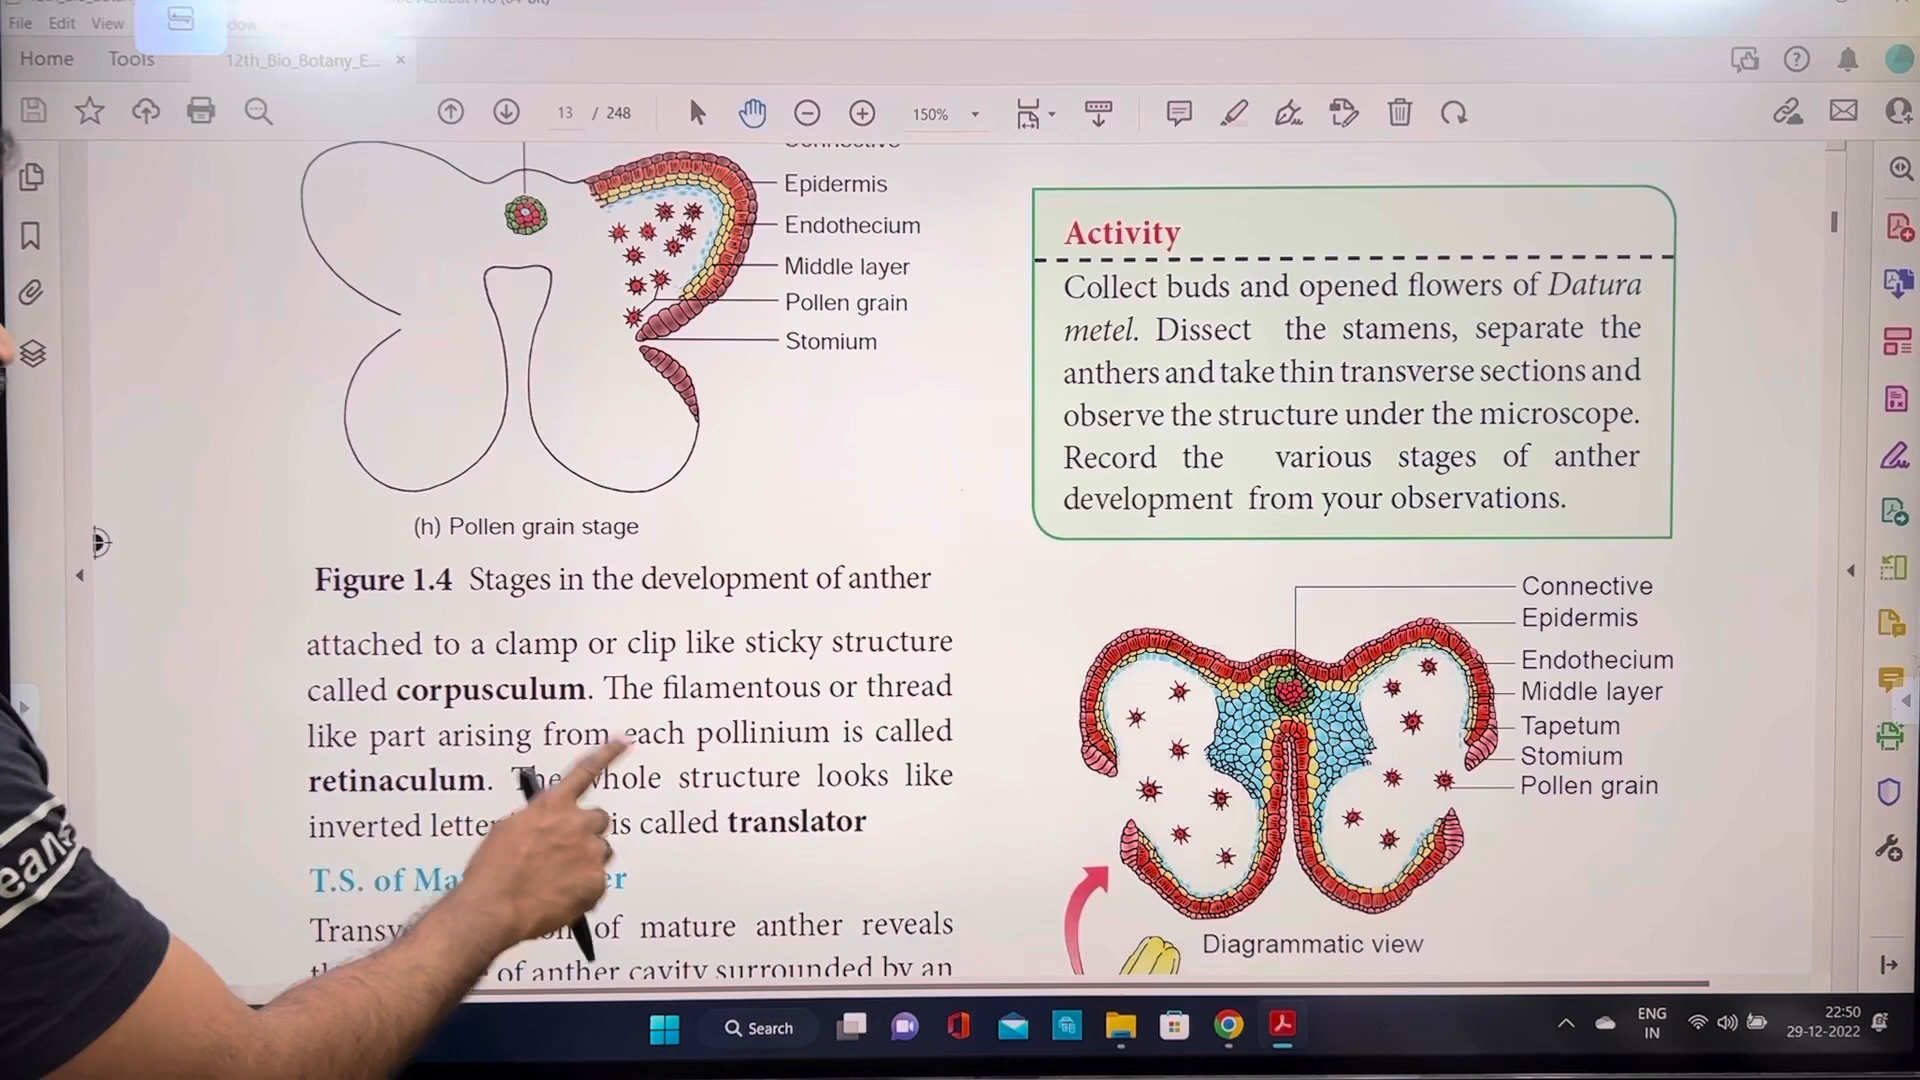 File Edit View
Home Tools 12th_Bio_Botany_E... ×
13 / 248 150%
Epidermis
Endothecium
Middle layer
Pollen grain
Stomium
(h) Pollen grain stage
Figure 1.4 Stages in the development of anther
attached to a clamp or clip like sticky structure
called corpusculum. The filamentous or thread
like part arising from each pollinium is called
retinaculum. The whole structure looks like
inverted letter is called translator
T.S. of
of mature anther reveals
of anther cavity surrounded by an
Activity
Collect buds and opened flowers of Datura
metel. Dissect the stamens, separate the
anthers and take thin transverse sections and
observe the structure under the microscope.
Record the various stages of anther
development from your observations.
Connective
Epidermis
Endothecium
Middle layer
Tapetum
Stomium
Pollen grain
Diagrammatic view
Search
ENG
IN
22:50
29-12-2022